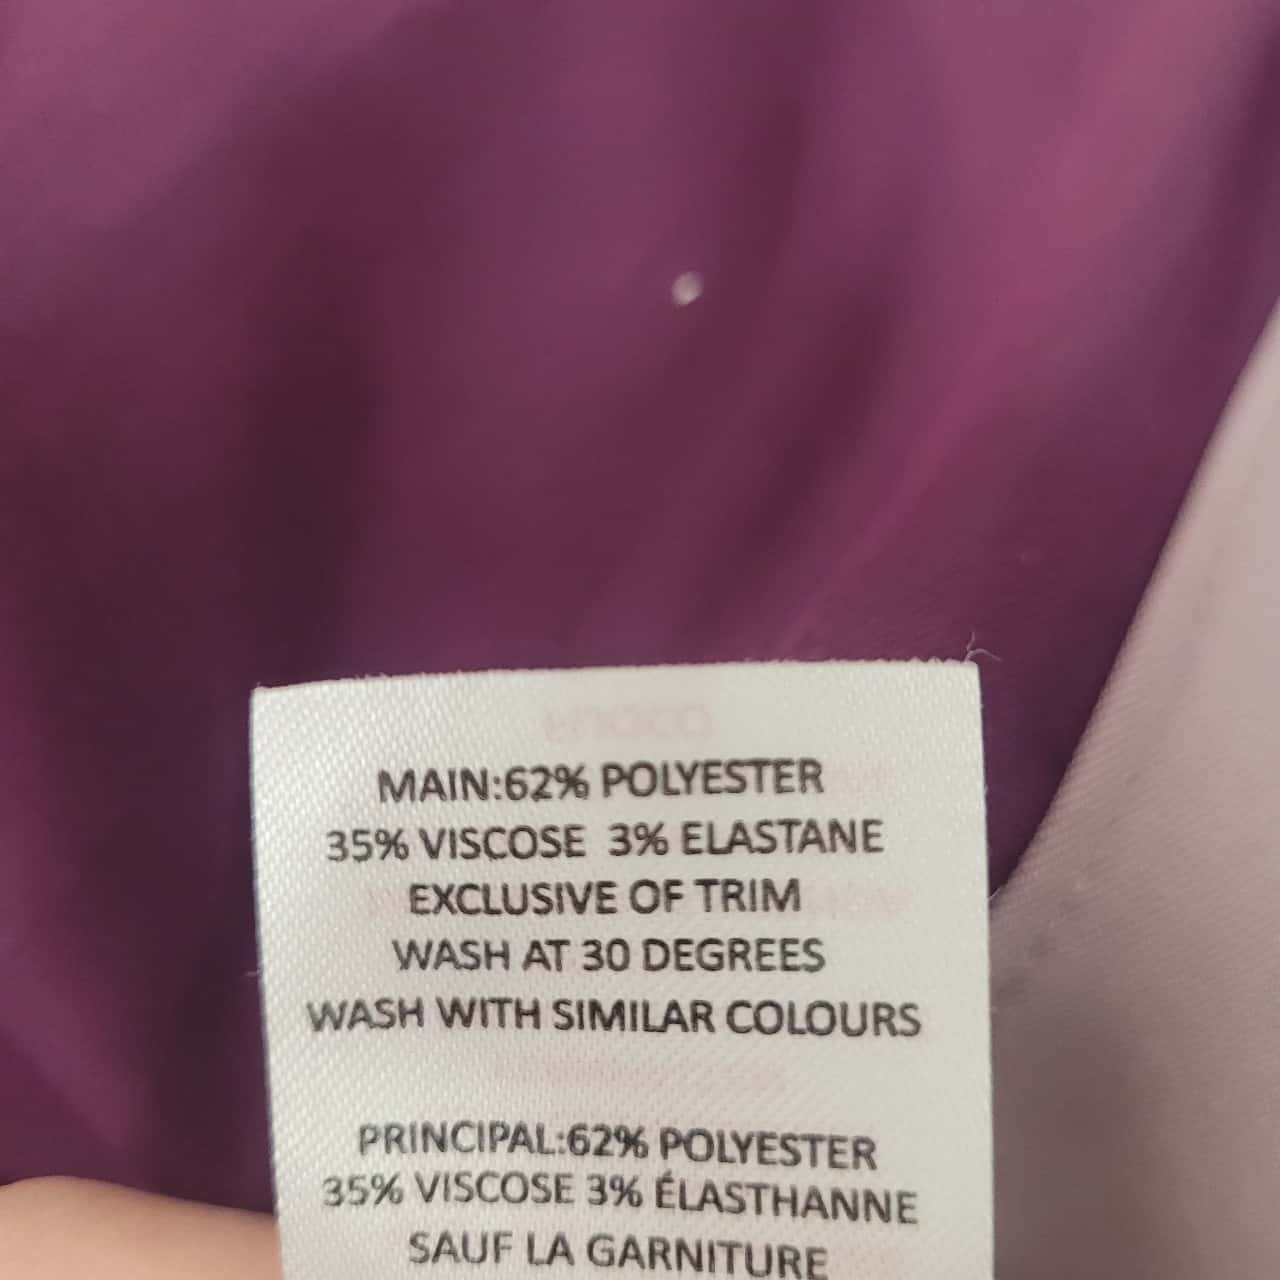 MAIN:62% POLYESTER
35% VISCOSE 3% ELASTANE
EXCLUSIVE OF TRIM
WASH AT 30 DEGREES
WASH WITH SIMILAR COLOURS
PRINCIPAL:62% POLYESTER
35% VISCOSE 3% ÉLASTHANNE
SAUF LA GARNITURE